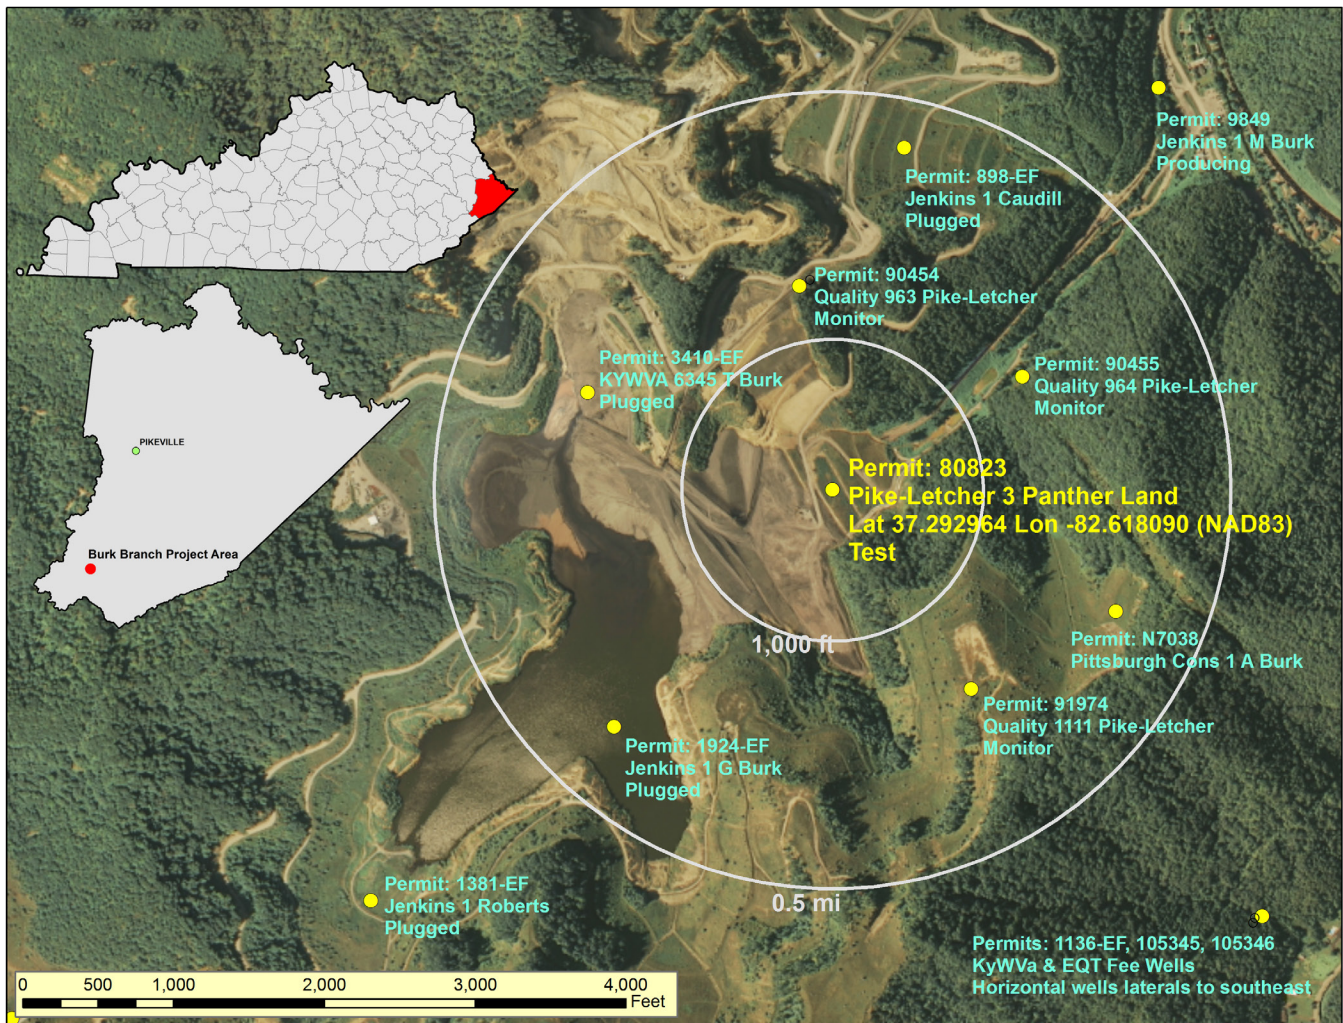 Permit: 9849
Jenkins 1 M Burk
Producing
Permit: 898-EF
Jenkins 1 Caudill
Plugged
Permit: 90454
Quality 963 Pike-Letcher
Monitor
Permit: 3410-EF
KYWVA 6345 T Burk
Plugged
Permit: 90455
Quality 964 Pike-Letcher
Monitor
PIKEVILLE
Burk Branch Project Area
Permit: 80823
Pike-Letcher 3 Panther Land
Lat 37.292964 Lon -82.618090 (NAD83)
Test
1,000 ft
Permit: N7038
Pittsburgh Cons 1 A Burk
Permit: 91974
Quality 1111 Pike-Letcher
Monitor
Permit: 1924-EF
Jenkins 1 G Burk
Plugged
Permit: 1381-EF
Jenkins 1 Roberts
Plugged
0.5 mi
Permits: 1136-EF, 105345, 105346
KyWVa & EQT Fee Wells
Horizontal wells laterals to southeast
0 500 1,000 2,000 3,000 4,000
Feet